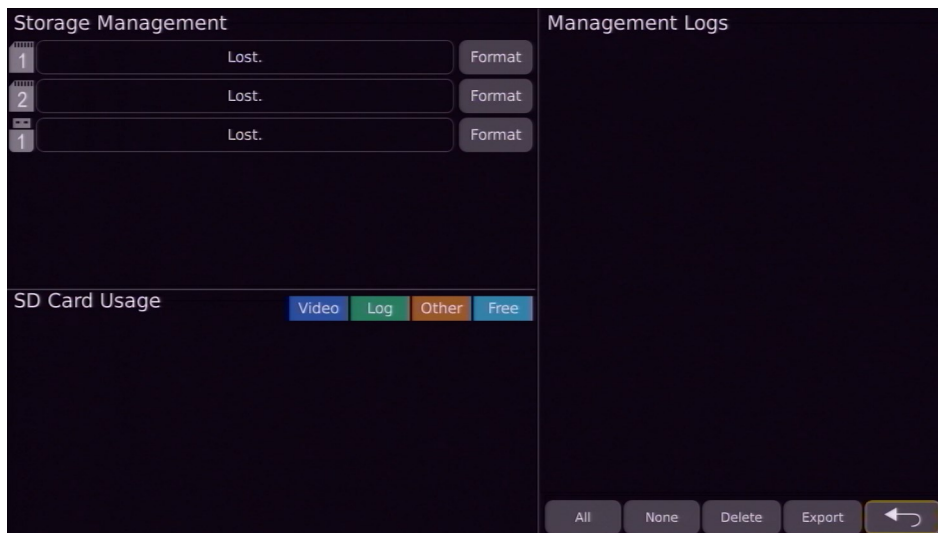 Storage Management
1 Lost. Format
2 Lost. Format
1 Lost. Format
SD Card Usage
Video Log Other Free
Management Logs
All None Delete Export